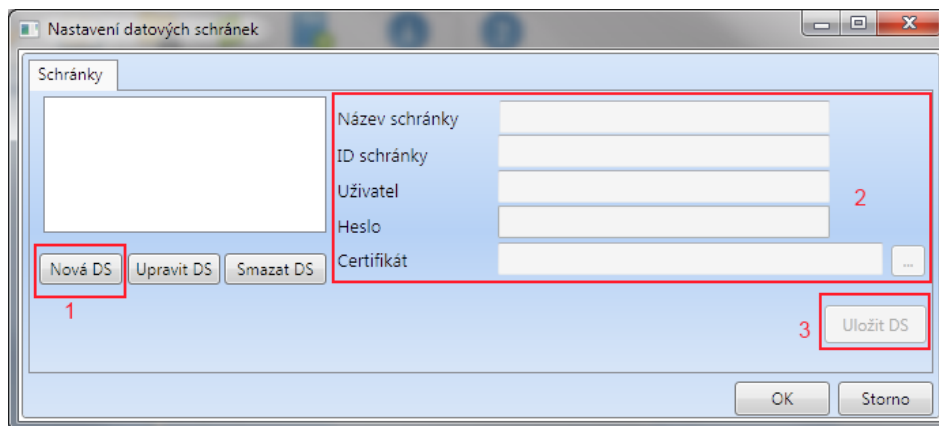 Nastavení datových schránek
Schránky
Název schránky
ID schránky
Uživatel
2
Heslo
Certifikát
...
Nová DS Upravit DS Smazat DS
1
3 Uložit DS
OK Storno